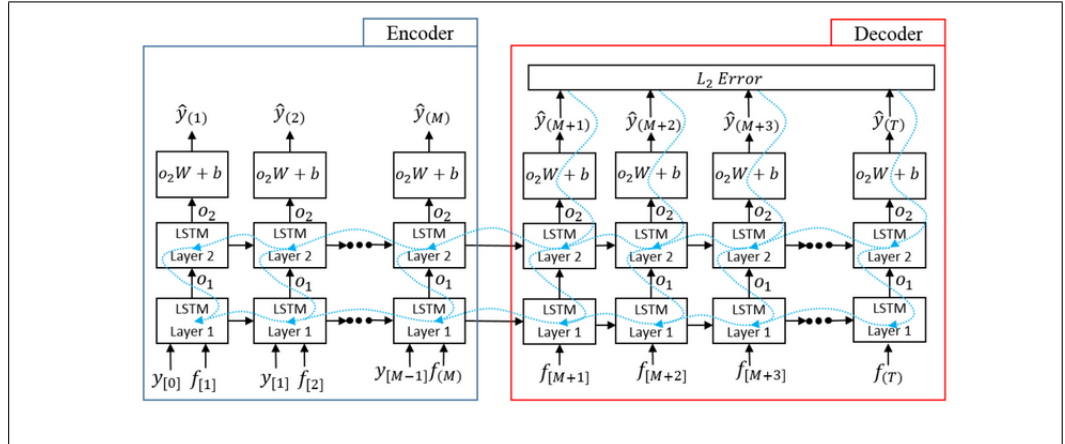 Encoder Decoder
L₂ Error
ŷ₍₁₎ ŷ₍₂₎ ŷ₍M₎ ŷ₍M+1₎ ŷ₍M+2₎ ŷ₍M+3₎ ŷ₍T₎
o₂W + b o₂W + b o₂W + b o₂W + b o₂W + b o₂W + b o₂W + b
o₂ o₂ o₂ o₂ o₂ o₂ o₂
LSTM LSTM LSTM LSTM LSTM LSTM LSTM
Layer 2 Layer 2 Layer 2 Layer 2 Layer 2 Layer 2 Layer 2
o₁ o₁ o₁ o₁ o₁ o₁
LSTM LSTM LSTM LSTM LSTM LSTM LSTM
Layer 1 Layer 1 Layer 1 Layer 1 Layer 1 Layer 1 Layer 1
y[0] f[1] y[1] f[2] y[M−1] f(M) f[M+1] f[M+2] f[M+3] f(T)